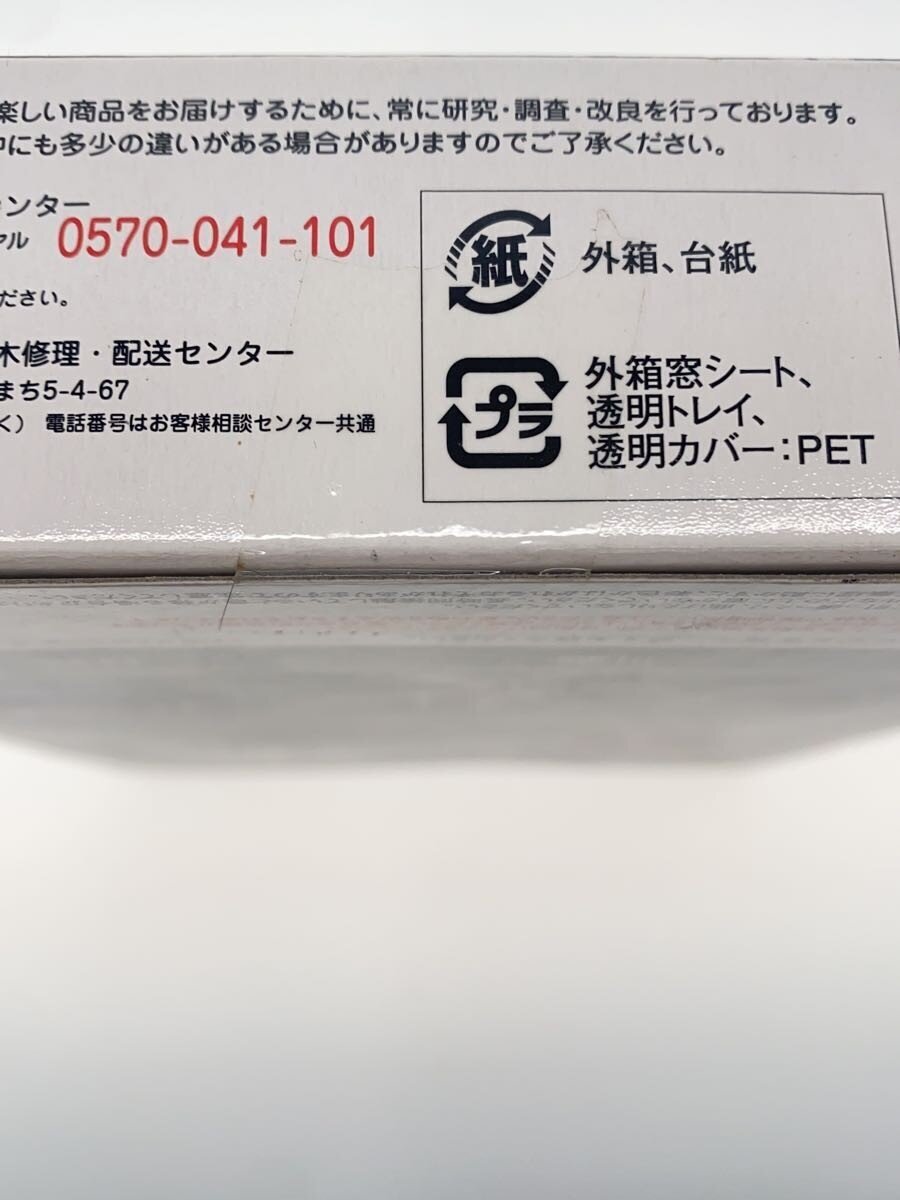 楽しい商品をお届けするために、常に研究・調査・改良を行っております。
にも多少の違いがある場合がありますのでご了承ください。
ンター
ヤル 0570-041-101
ださい。
木修理・配送センター
まち5-4-67
く） 電話番号はお客様相談センター共通
紙 外箱、台紙
プラ 外箱窓シート、
透明トレイ、
透明カバー：PET